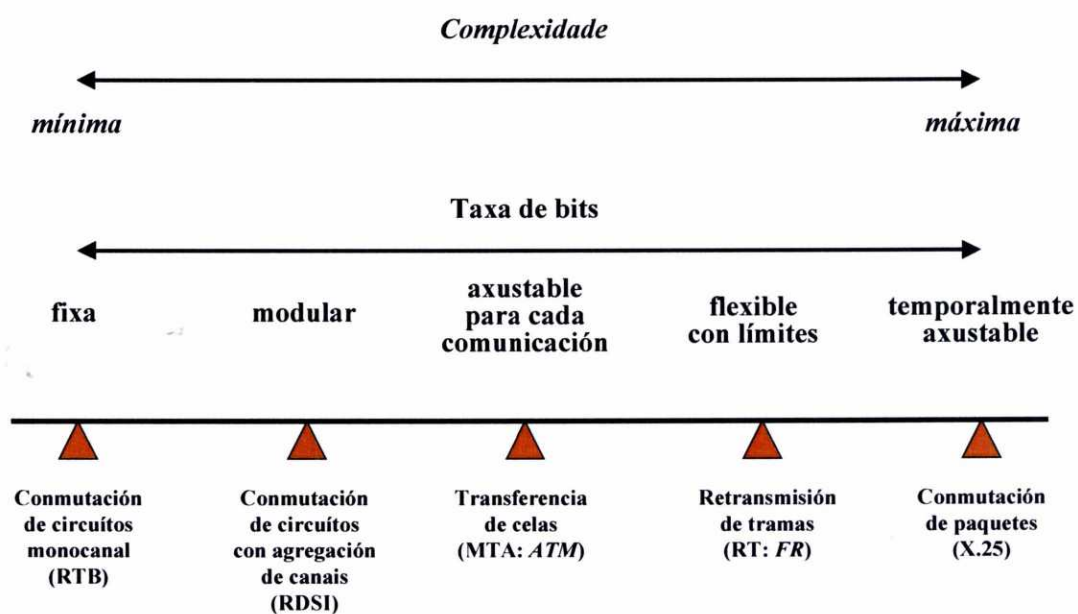 Complexidade
mínima
máxima
Taxa de bits
fixa
modular
axustable
para cada
comunicación
flexible
con límites
temporalmente
axustable
Conmutación
de circuítos
monocanal
(RTB)
Conmutación
de circuítos
con agregación
de canais
(RDSI)
Transferencia
de celas
(MTA: ATM)
Retransmisión
de tramas
(RT: FR)
Conmutación
de paquetes
(X.25)